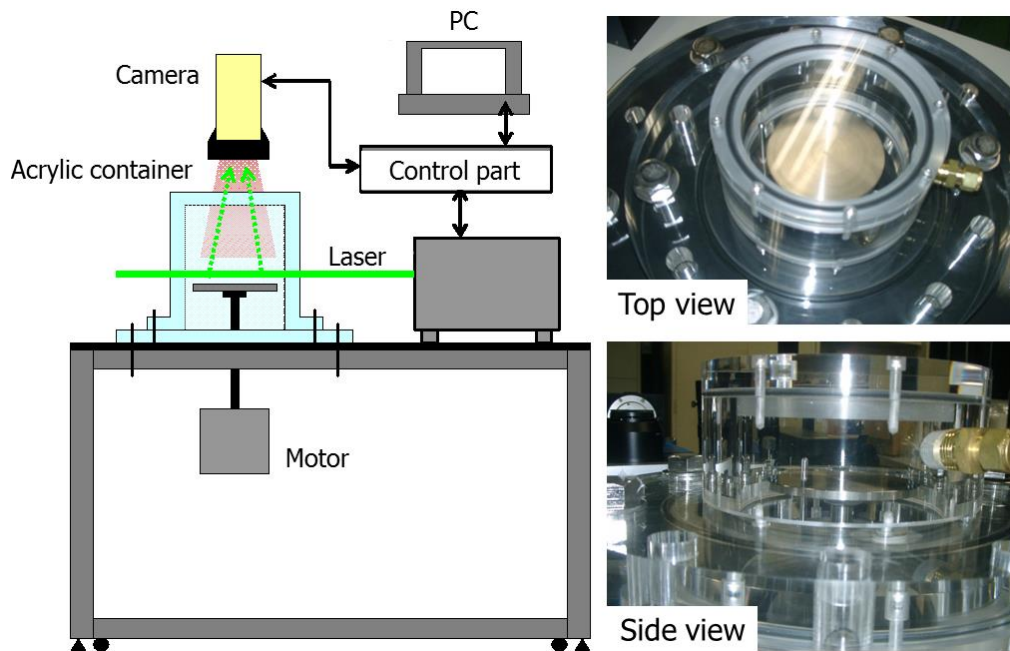 PC
Camera
Acrylic container
Control part
Laser
Motor
Top view
Side view